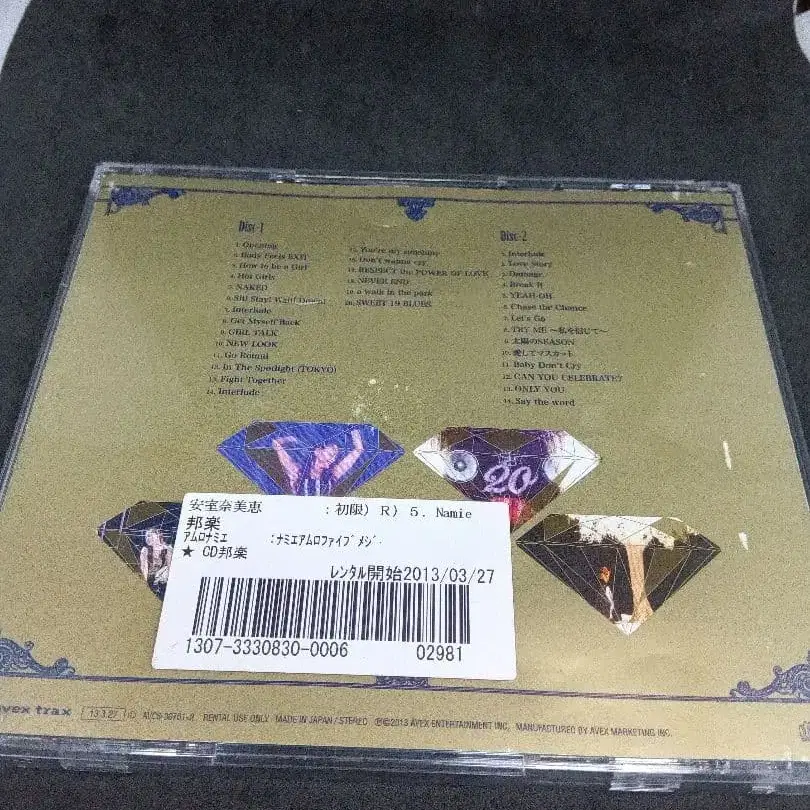 Disc-1
1. Opening
2. Body Feels EXIT
3. How to be a Girl
4. Hot Girls
5. NAKED
6. Sit! Stay! Wait! Down!
7. Interlude
8. Get Myself Back
9. GIRL TALK
10. NEW LOOK
11. Go Round
12. In The Spotlight (TOKYO)
13. Fight Together
14. Interlude
15. You're my sunshine
16. Don't wanna cry
17. RESPECT the POWER OF LOVE
18. NEVER END
19. a walk in the park
20. SWEET 19 BLUES
Disc-2
1. Interlude
2. Love Story
3. Damage
4. Break It
5. YEAH-OH
6. Chase the Chance
7. Let's Go
8. TRY ME ～私を信じて～
9. 太陽のSEASON
10. 愛してマスカット
11. Baby Don't Cry
12. CAN YOU CELEBRATE?
13. ONLY YOU
14. Say the word
20
安室奈美恵 :初限) R) 5. Namie
邦楽
アムロナミエ :ナミエアムロファイブメジ・
★ CD邦楽
レンタル開始2013/03/27
1307-3330830-0006 02981
avex trax 13.3.27 RENTAL USE ONLY MADE IN JAPAN / STEREO ℗©2013 AVEX ENTERTAINMENT INC. MANUFACTURED BY AVEX MARKETING INC.